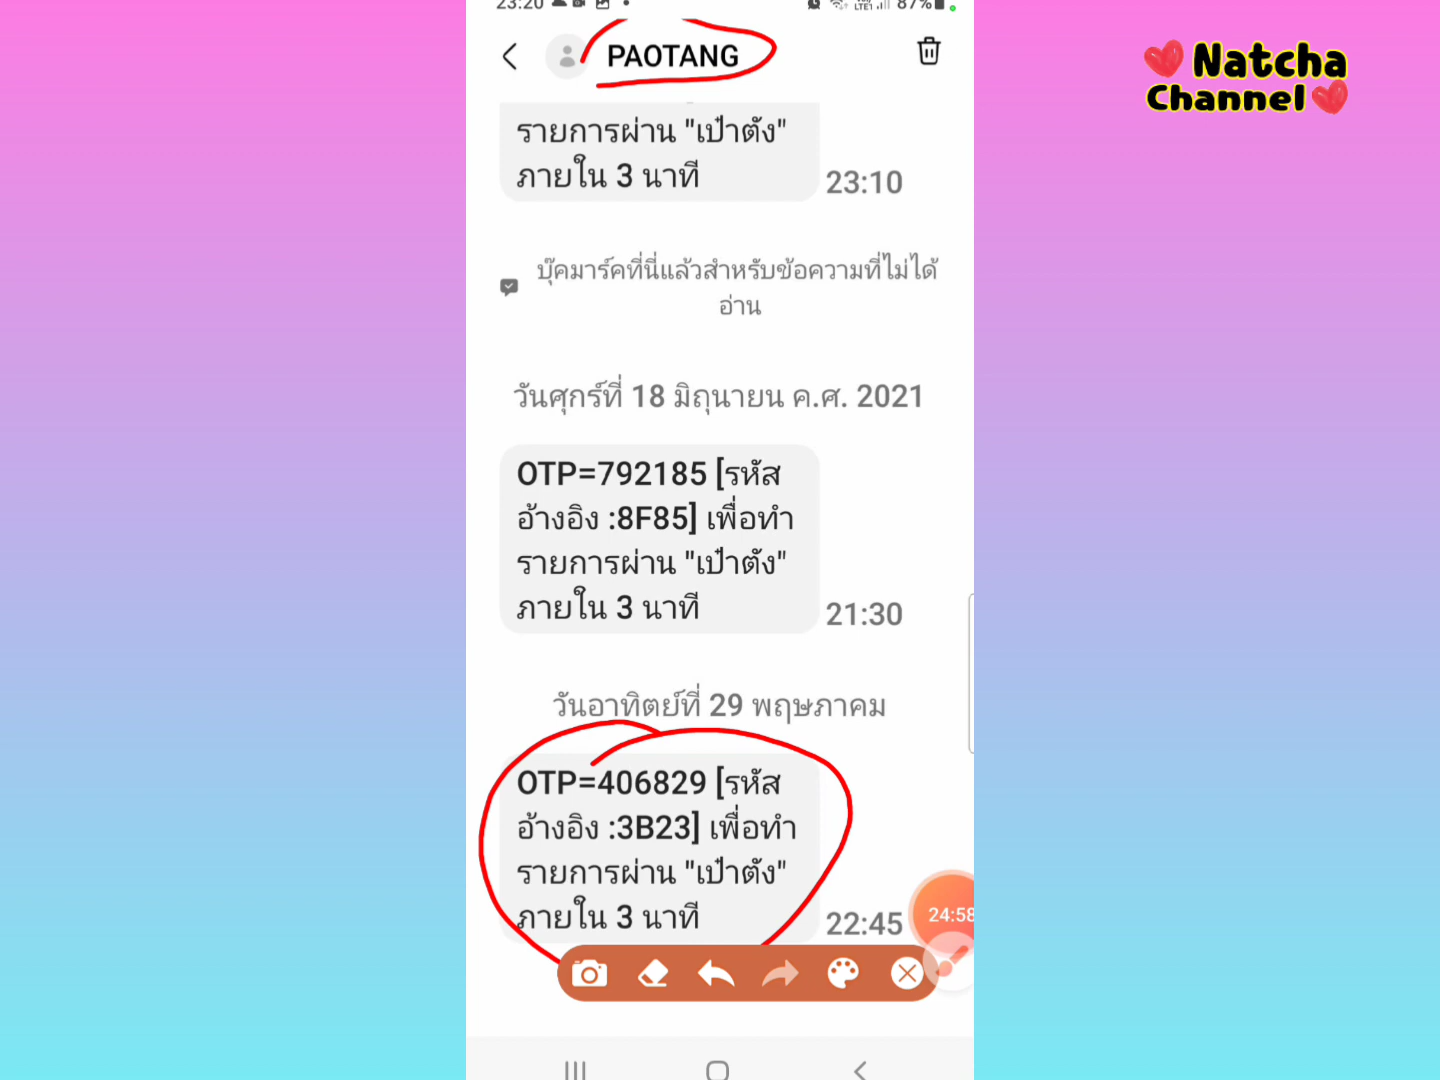 23:20
87%
PAOTANG
Natcha
Channel
รายการผ่าน "เป๋าตัง"
ภายใน 3 นาที
23:10
บุ๊คมาร์คที่นี่แล้วสำหรับข้อความที่ไม่ได้
อ่าน
วันศุกร์ที่ 18 มิถุนายน ค.ศ. 2021
OTP=792185 [รหัส
อ้างอิง :8F85] เพื่อทำ
รายการผ่าน "เป๋าตัง"
ภายใน 3 นาที
21:30
วันอาทิตย์ที่ 29 พฤษภาคม
OTP=406829 [รหัส
อ้างอิง :3B23] เพื่อทำ
รายการผ่าน "เป๋าตัง"
ภายใน 3 นาที
22:45
24:58